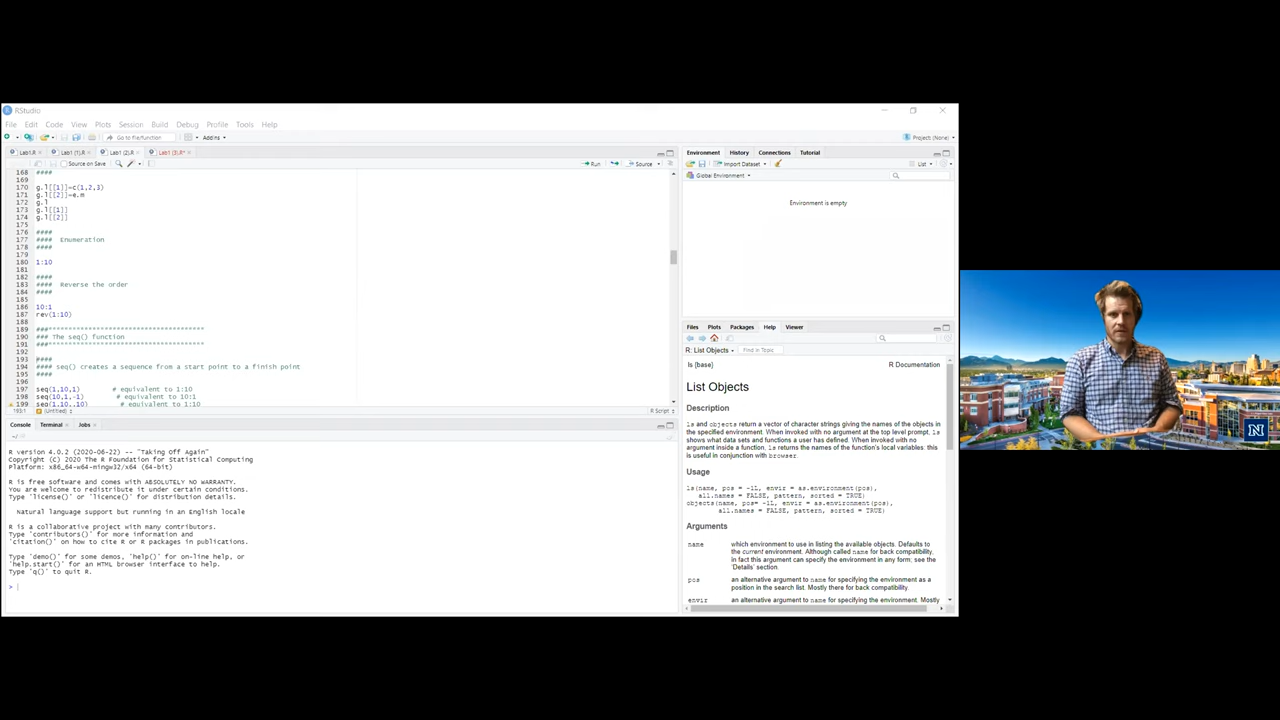 RStudio
File Edit Code View Plots Session Build Debug Profile Tools Help
Go to file/function Addins Project: (None)
Lab1.R Lab1 (1).R Lab1 (2).R Lab1 (3).R*
Source on Save Run Source
168 ####
169
170 g.l[[1]]=c(1,2,3)
171 g.l[[2]]=e.m
172 g.l
173 g.l[[1]]
174 g.l[[2]]
175
176 ####
177 #### Enumeration
178 ####
179
180 1:10
181
182 ####
183 #### Reverse the order
184 ####
185
186 10:1
187 rev(1:10)
188
189 ###***************************************
190 ### The seq() function
191 ###***************************************
192
193 ####
194 #### seq() creates a sequence from a start point to a finish point
195 ####
196
197 seq(1,10,1) # equivalent to 1:10
198 seq(10,1,-1) # equivalent to 10:1
199 seq(1,10,,10) # equivalent to 1:10
193:1 (Untitled) R Script
Console Terminal Jobs
~/
R version 4.0.2 (2020-06-22) -- "Taking Off Again"
Copyright (C) 2020 The R Foundation for Statistical Computing
Platform: x86_64-w64-mingw32/x64 (64-bit)
R is free software and comes with ABSOLUTELY NO WARRANTY.
You are welcome to redistribute it under certain conditions.
Type 'license()' or 'licence()' for distribution details.
Natural language support but running in an English locale
R is a collaborative project with many contributors.
Type 'contributors()' for more information and
'citation()' on how to cite R or R packages in publications.
Type 'demo()' for some demos, 'help()' for on-line help, or
'help.start()' for an HTML browser interface to help.
Type 'q()' to quit R.
>
Environment History Connections Tutorial
Import Dataset List
Global Environment
Environment is empty
Files Plots Packages Help Viewer
R: List Objects Find in Topic
ls {base} R Documentation
List Objects
Description
ls and objects return a vector of character strings giving the names of the objects
in the specified environment. When invoked with no argument at the top level prompt, ls
shows what data sets and functions a user has defined. When invoked with no
argument inside a function, ls returns the names of the function's local variables: this
is useful in conjunction with browser.
Usage
ls(name, pos = -1L, envir = as.environment(pos),
all.names = FALSE, pattern, sorted = TRUE)
objects(name, pos= -1L, envir = as.environment(pos),
all.names = FALSE, pattern, sorted = TRUE)
Arguments
name which environment to use in listing the available objects. Defaults to
the current environment. Although called name for back compatibility,
in fact this argument can specify the environment in any form; see the
'Details' section.
pos an alternative argument to name for specifying the environment as a
position in the search list. Mostly there for back compatibility.
envir an alternative argument to name for specifying the environment. Mostly
N